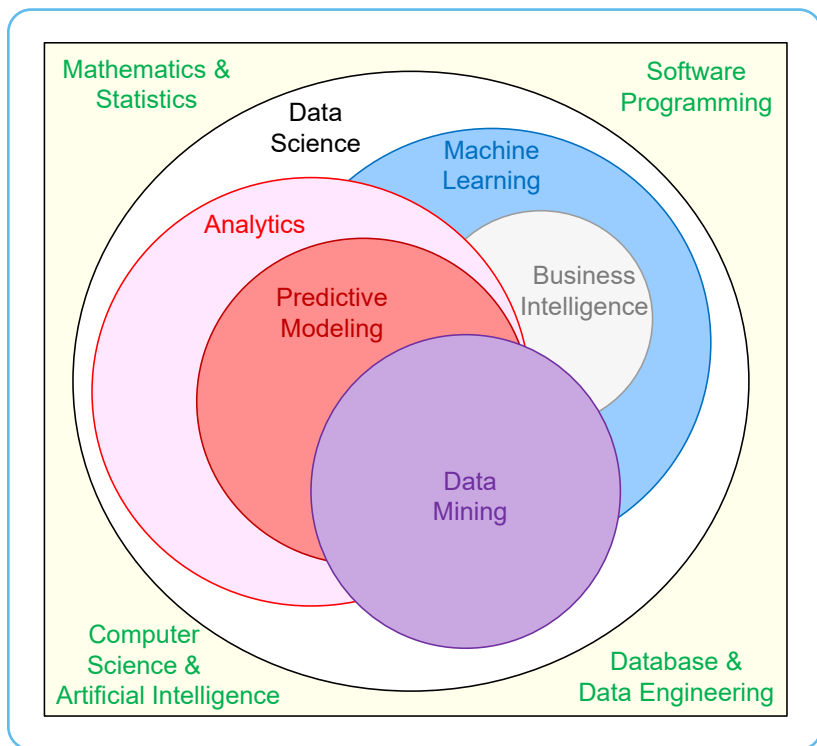 Mathematics &
Statistics
Software
Programming
Data
Science
Machine
Learning
Analytics
Business
Intelligence
Predictive
Modeling
Data
Mining
Computer
Science &
Artificial Intelligence
Database &
Data Engineering